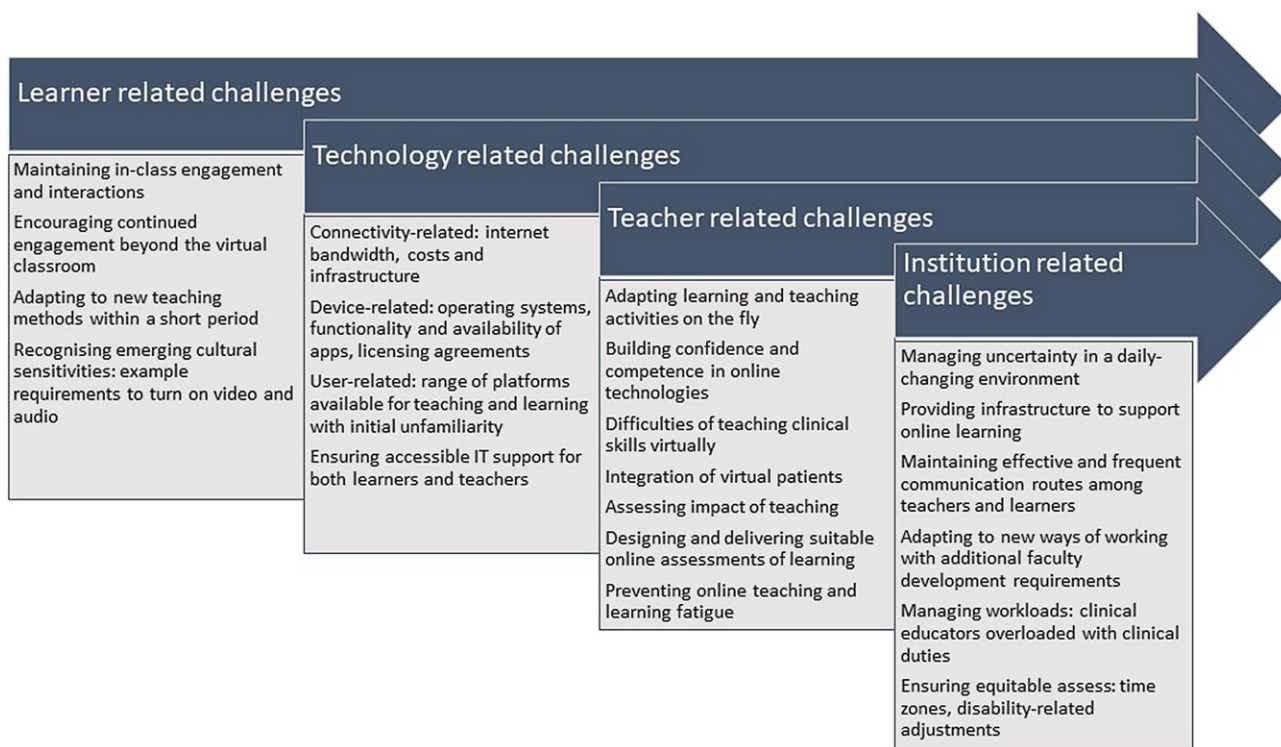 Learner related challenges
Maintaining in-class engagement
and interactions
Encouraging continued
engagement beyond the virtual
classroom
Adapting to new teaching
methods within a short period
Recognising emerging cultural
sensitivities: example
requirements to turn on video and
audio
Technology related challenges
Connectivity-related: internet
bandwidth, costs and
infrastructure
Device-related: operating systems,
functionality and availability of
apps, licensing agreements
User-related: range of platforms
available for teaching and learning
with initial unfamiliarity
Ensuring accessible IT support for
both learners and teachers
Teacher related challenges
Adapting learning and teaching
activities on the fly
Building confidence and
competence in online
technologies
Difficulties of teaching clinical
skills virtually
Integration of virtual patients
Assessing impact of teaching
Designing and delivering suitable
online assessments of learning
Preventing online teaching and
learning fatigue
Institution related
challenges
Managing uncertainty in a daily-
changing environment
Providing infrastructure to support
online learning
Maintaining effective and frequent
communication routes among
teachers and learners
Adapting to new ways of working
with additional faculty
development requirements
Managing workloads: clinical
educators overloaded with clinical
duties
Ensuring equitable assess: time
zones, disability-related
adjustments